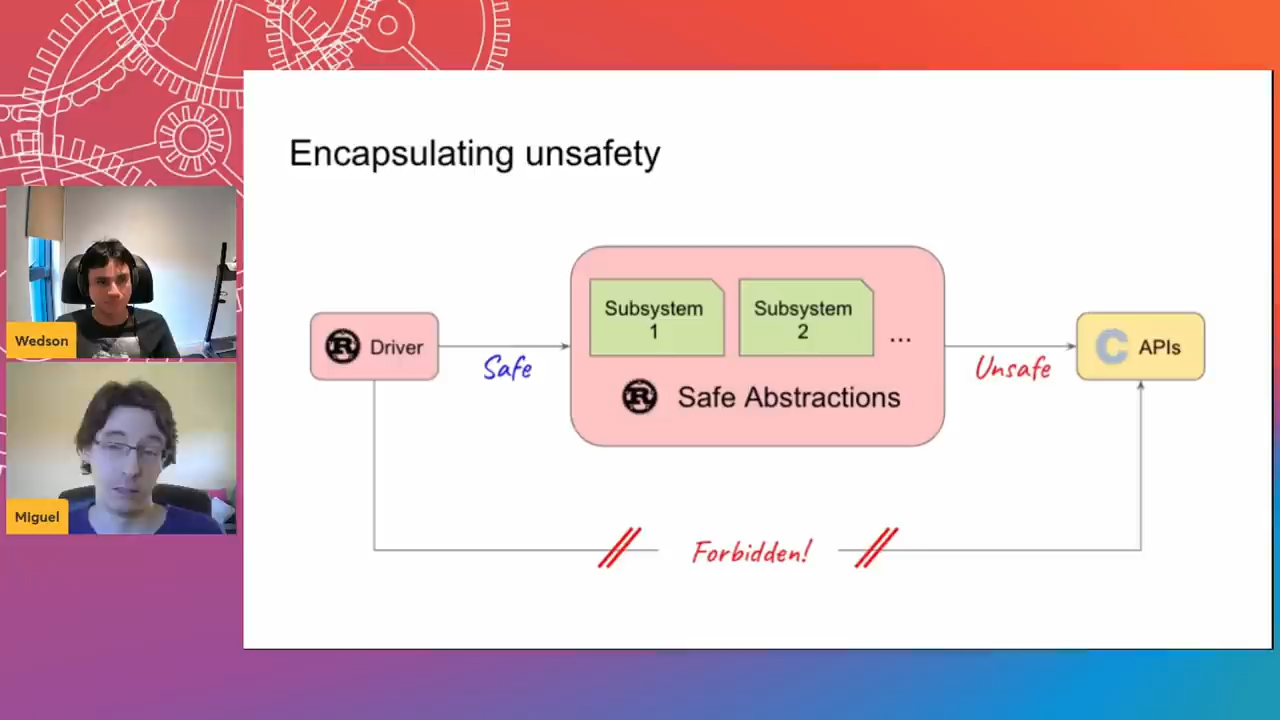 Encapsulating unsafety
Wedson
Miguel
R Driver
Safe
Subsystem
1
Subsystem
2
...
R Safe Abstractions
Unsafe
C APIs
Forbidden!